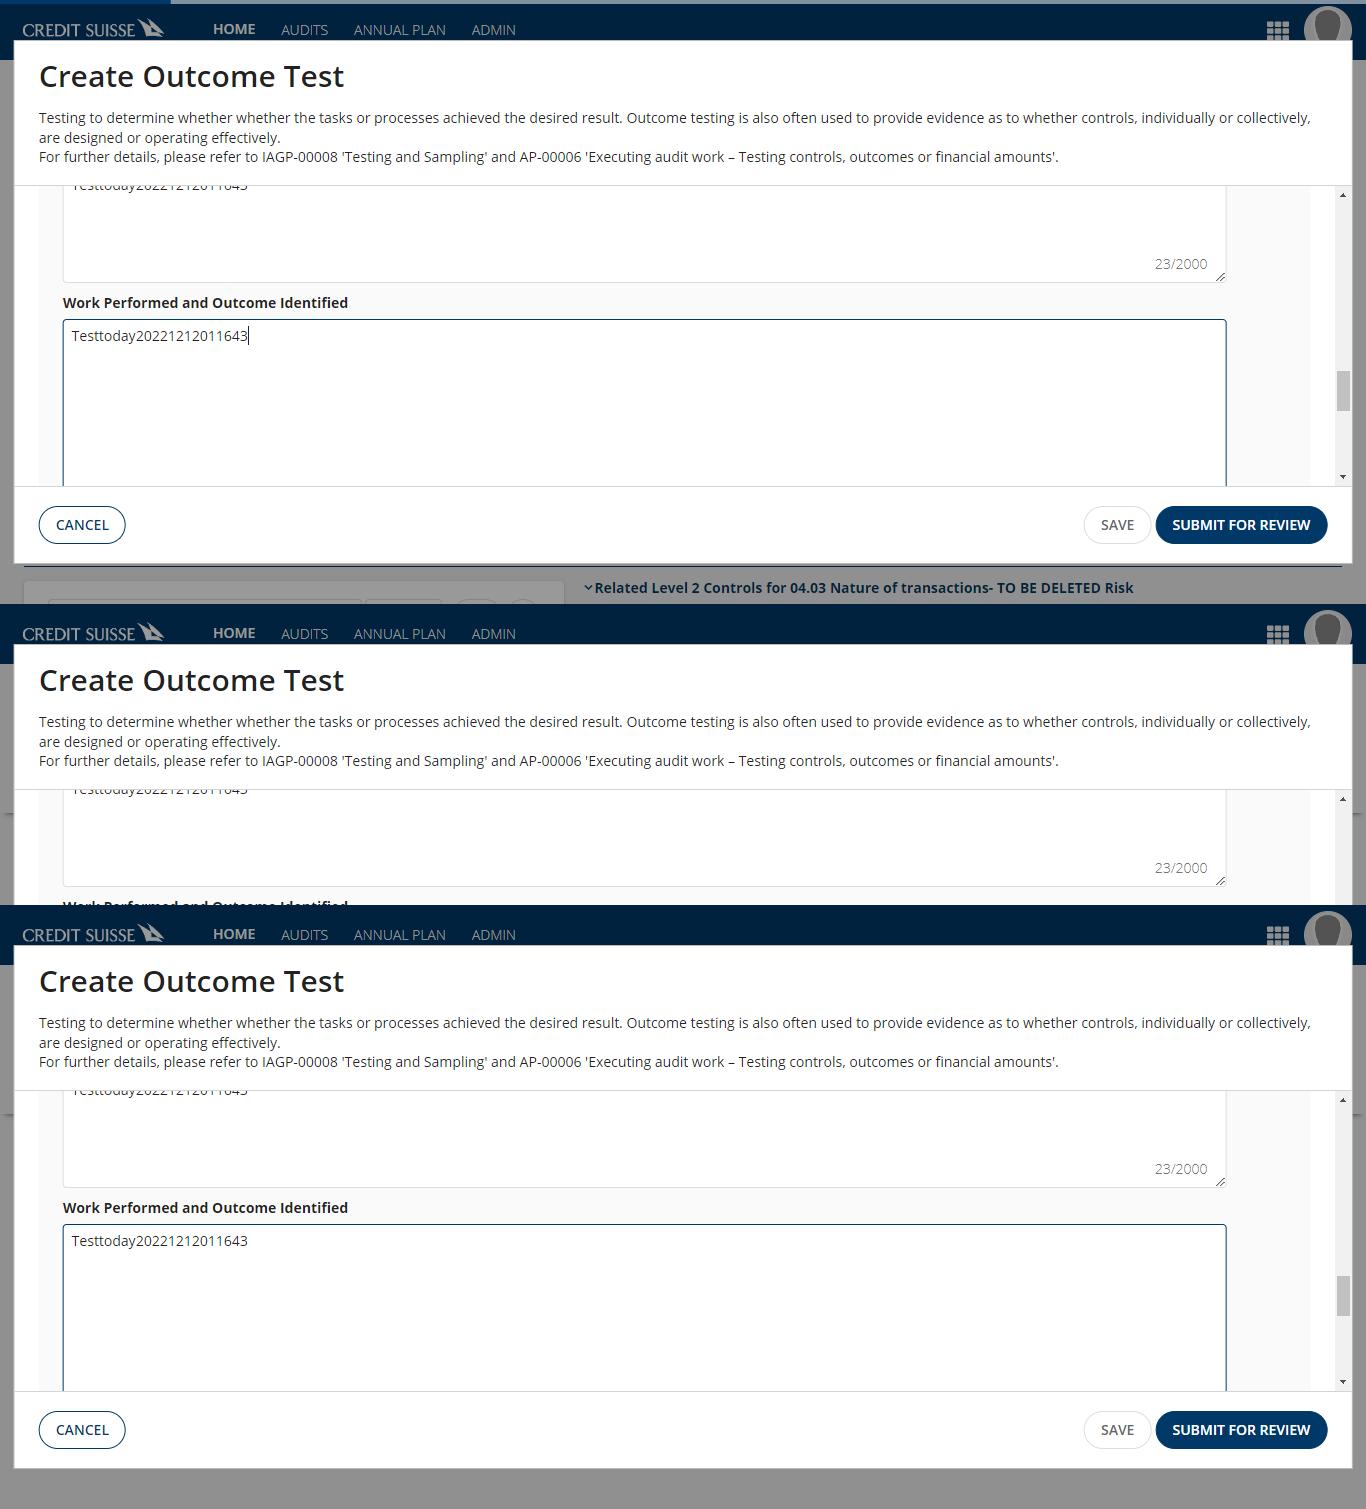 CREDIT SUISSE HOME AUDITS ANNUAL PLAN ADMIN
Create Outcome Test
Testing to determine whether whether the tasks or processes achieved the desired result. Outcome testing is also often used to provide evidence as to whether controls, individually or collectively,
are designed or operating effectively.
For further details, please refer to IAGP-00008 'Testing and Sampling' and AP-00006 'Executing audit work – Testing controls, outcomes or financial amounts'.
Testtoday20221212011643
23/2000
Work Performed and Outcome Identified
Testtoday20221212011643
CANCEL SAVE SUBMIT FOR REVIEW
Related Level 2 Controls for 04.03 Nature of transactions- TO BE DELETED Risk
CREDIT SUISSE HOME AUDITS ANNUAL PLAN ADMIN
Create Outcome Test
Testing to determine whether whether the tasks or processes achieved the desired result. Outcome testing is also often used to provide evidence as to whether controls, individually or collectively,
are designed or operating effectively.
For further details, please refer to IAGP-00008 'Testing and Sampling' and AP-00006 'Executing audit work – Testing controls, outcomes or financial amounts'.
Testtoday20221212011643
23/2000
Work Performed and Outcome Identified
CREDIT SUISSE HOME AUDITS ANNUAL PLAN ADMIN
Create Outcome Test
Testing to determine whether whether the tasks or processes achieved the desired result. Outcome testing is also often used to provide evidence as to whether controls, individually or collectively,
are designed or operating effectively.
For further details, please refer to IAGP-00008 'Testing and Sampling' and AP-00006 'Executing audit work – Testing controls, outcomes or financial amounts'.
Testtoday20221212011643
23/2000
Work Performed and Outcome Identified
Testtoday20221212011643
CANCEL SAVE SUBMIT FOR REVIEW